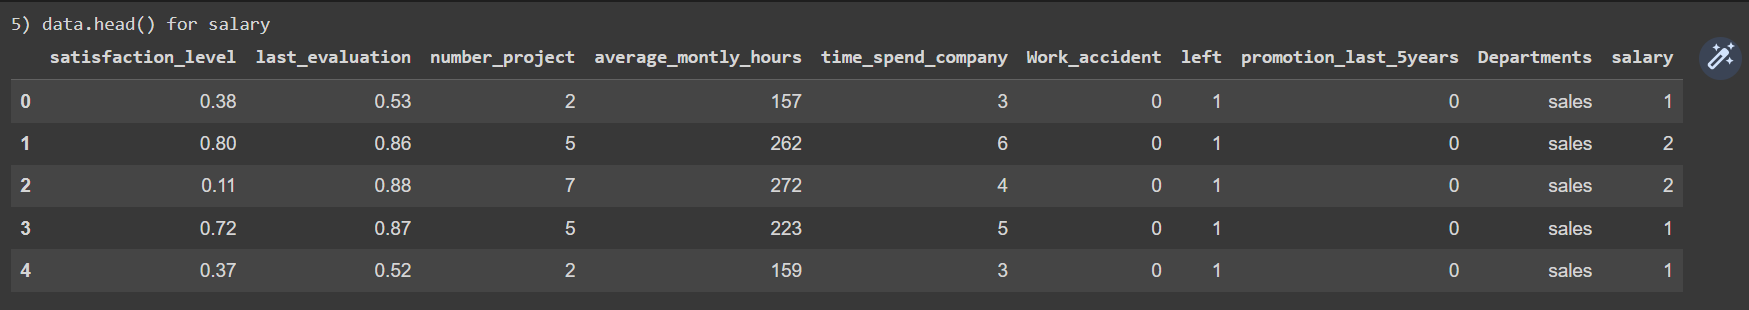 5) data.head() for salary
satisfaction_level last_evaluation number_project average_montly_hours time_spend_company Work_accident left promotion_last_5years Departments salary
0 0.38 0.53 2 157 3 0 1 0 sales 1
1 0.80 0.86 5 262 6 0 1 0 sales 2
2 0.11 0.88 7 272 4 0 1 0 sales 2
3 0.72 0.87 5 223 5 0 1 0 sales 1
4 0.37 0.52 2 159 3 0 1 0 sales 1